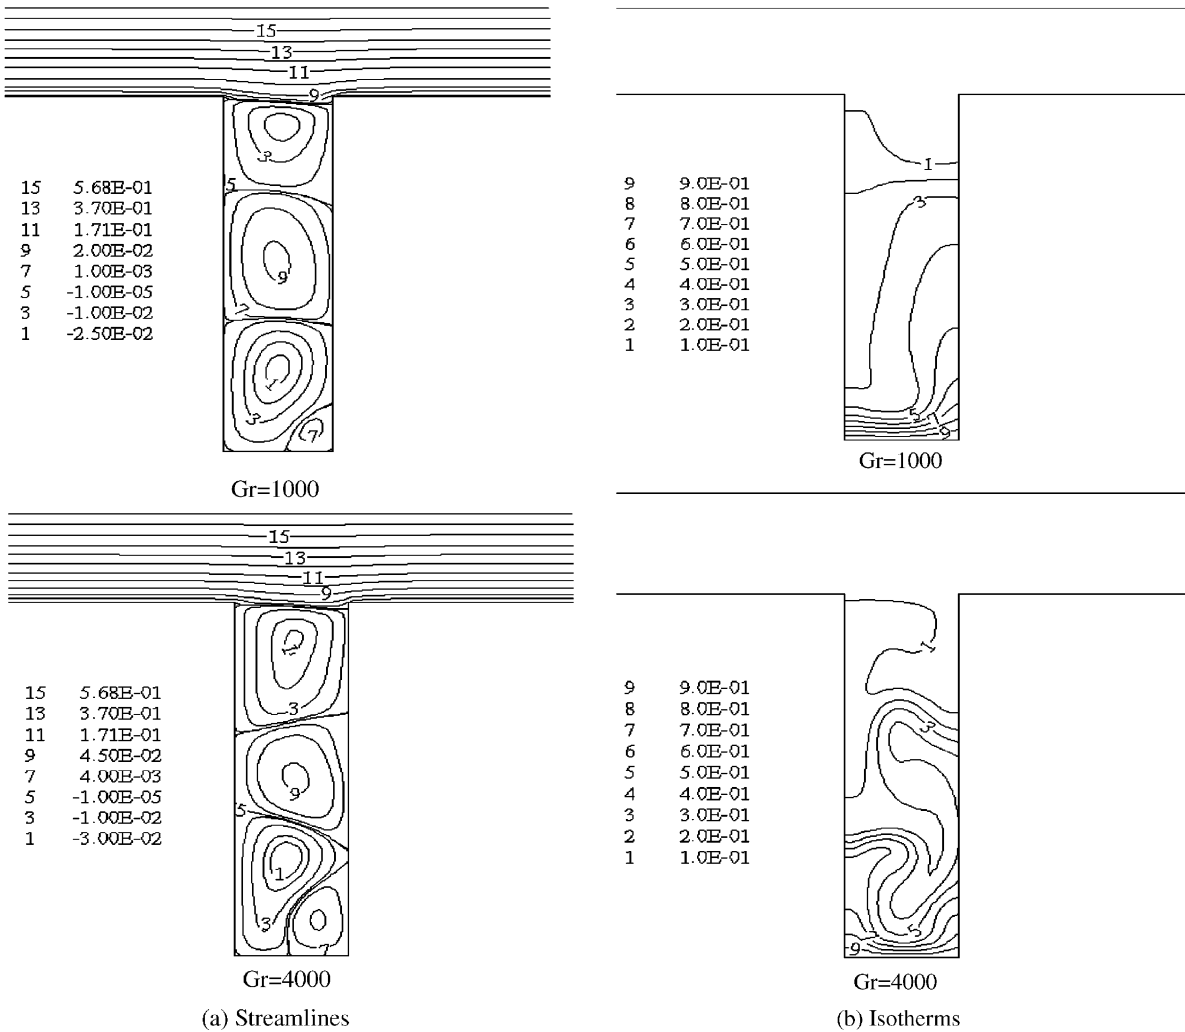 15
13
11
9
3
5
9
7
1
3
7
15 5.68E-01
13 3.70E-01
11 1.71E-01
9 2.00E-02
7 1.00E-03
5 -1.00E-05
3 -1.00E-02
1 -2.50E-02
Gr=1000
1
3
5
7
9
9 9.0E-01
8 8.0E-01
7 7.0E-01
6 6.0E-01
5 5.0E-01
4 4.0E-01
3 3.0E-01
2 2.0E-01
1 1.0E-01
Gr=1000
15
13
11
9
1
3
9
5
1
3
7
15 5.68E-01
13 3.70E-01
11 1.71E-01
9 4.50E-02
7 4.00E-03
5 -1.00E-05
3 -1.00E-02
1 -3.00E-02
Gr=4000
1
3
7
5
9
9 9.0E-01
8 8.0E-01
7 7.0E-01
6 6.0E-01
5 5.0E-01
4 4.0E-01
3 3.0E-01
2 2.0E-01
1 1.0E-01
Gr=4000
(a) Streamlines
(b) Isotherms